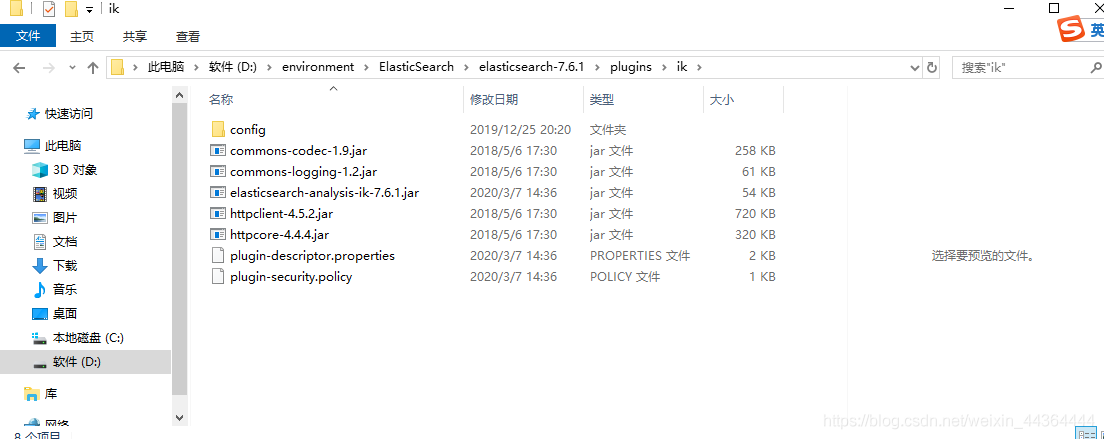 ik
英
文件 主页 共享 查看
此电脑 软件 (D:) environment ElasticSearch elasticsearch-7.6.1 plugins ik 搜索"ik"
名称 修改日期 类型 大小
快速访问
此电脑
3D 对象
视频
图片
文档
下载
音乐
桌面
本地磁盘 (C:)
软件 (D:)
库
网络
config 2019/12/25 20:20 文件夹
commons-codec-1.9.jar 2018/5/6 17:30 jar 文件 258 KB
commons-logging-1.2.jar 2018/5/6 17:30 jar 文件 61 KB
elasticsearch-analysis-ik-7.6.1.jar 2020/3/7 14:36 jar 文件 54 KB
httpclient-4.5.2.jar 2018/5/6 17:30 jar 文件 720 KB
httpcore-4.4.4.jar 2018/5/6 17:30 jar 文件 320 KB
plugin-descriptor.properties 2020/3/7 14:36 PROPERTIES 文件 2 KB
plugin-security.policy 2020/3/7 14:36 POLICY 文件 1 KB
选择要预览的文件。
8 个项目
https://blog.csdn.net/weixin_44364444